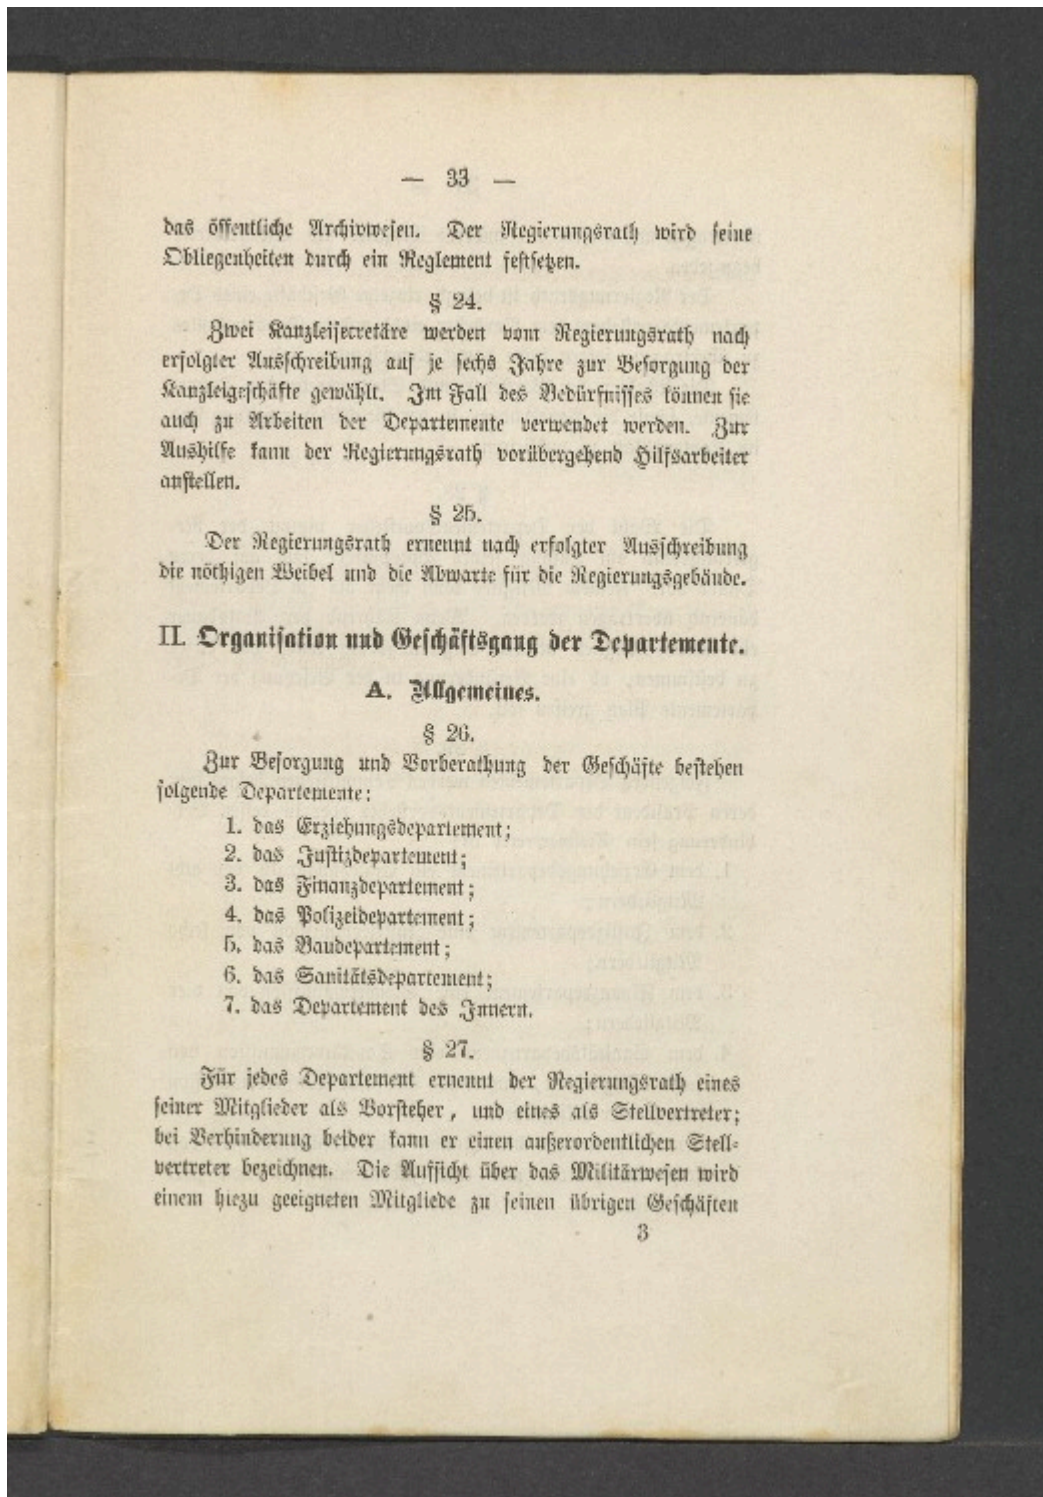 — 33 —
das öffentliche Archivwesen. Der Regierungsrath wird seine
Obliegenheiten durch ein Reglement festsetzen.
§ 24.
Zwei Kanzleisecretäre werden vom Regierungsrath nach
erfolgter Ausschreibung auf je sechs Jahre zur Besorgung der
Kanzleigeschäfte gewählt. Im Fall des Bedürfnisses können sie
auch zu Arbeiten der Departemente verwendet werden. Zur
Aushilfe kann der Regierungsrath vorübergehend Hilfsarbeiter
anstellen.
§ 25.
Der Regierungsrath ernennt nach erfolgter Ausschreibung
die nöthigen Weibel und die Abwarte für die Regierungsgebäude.
II. Organisation und Geschäftsgang der Departemente.
A. Allgemeines.
§ 26.
Zur Besorgung und Vorberathung der Geschäfte bestehen
folgende Departemente:
1. das Erziehungsdepartement;
2. das Justizdepartement;
3. das Finanzdepartement;
4. das Polizeidepartement;
5. das Baudepartement;
6. das Sanitätsdepartement;
7. das Departement des Innern.
§ 27.
Für jedes Departement ernennt der Regierungsrath eines
seiner Mitglieder als Vorsteher, und eines als Stellvertreter;
bei Verhinderung beider kann er einen außerordentlichen Stell-
vertreter bezeichnen. Die Aufsicht über das Militärwesen wird
einem hiezu geeigneten Mitgliede zu seinen übrigen Geschäften
3